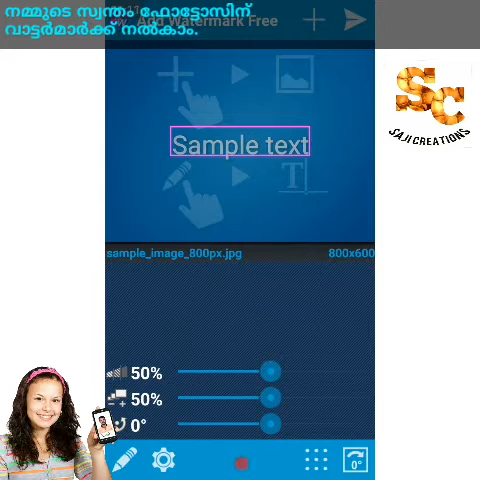 നമ്മുടെ സ്വന്തം ഫോട്ടോസിന്
വാട്ടർമാർക്ക് നൽകാം.
Add Watermark Free
SC
SAJI CREATIONS
Sample text
T
sample_image_800px.jpg 800x600
50%
50%
0°
0°